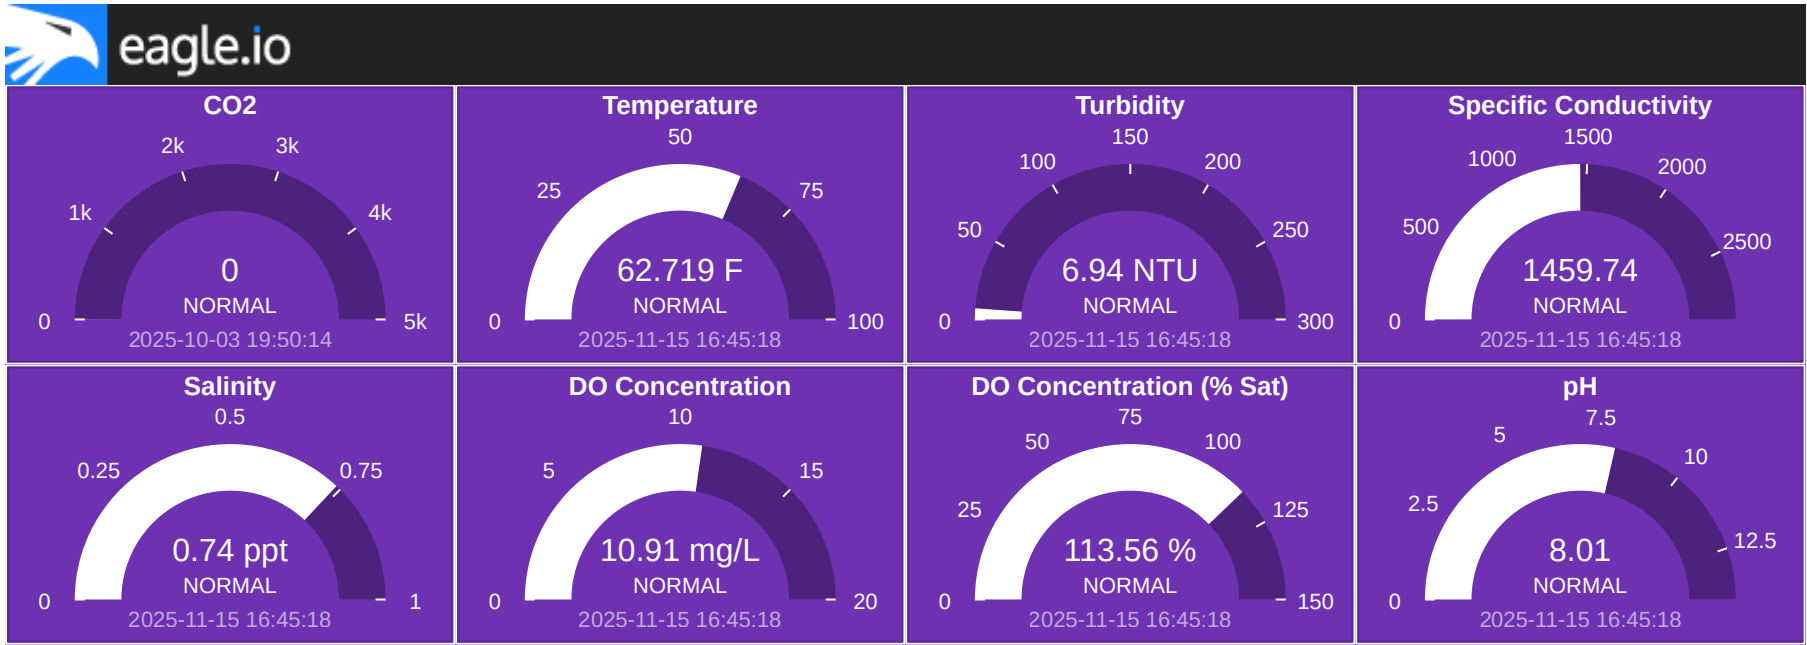 eagle.io
CO2
0
1k
2k
3k
4k
5k
0
NORMAL
2025-10-03 19:50:14
Temperature
0
25
50
75
100
62.719 F
NORMAL
2025-11-15 16:45:18
Turbidity
0
50
100
150
200
250
300
6.94 NTU
NORMAL
2025-11-15 16:45:18
Specific Conductivity
0
500
1000
1500
2000
2500
1459.74
NORMAL
2025-11-15 16:45:18
Salinity
0
0.25
0.5
0.75
1
0.74 ppt
NORMAL
2025-11-15 16:45:18
DO Concentration
0
5
10
15
20
10.91 mg/L
NORMAL
2025-11-15 16:45:18
DO Concentration (% Sat)
0
25
50
75
100
125
150
113.56 %
NORMAL
2025-11-15 16:45:18
pH
0
2.5
5
7.5
10
12.5
8.01
NORMAL
2025-11-15 16:45:18